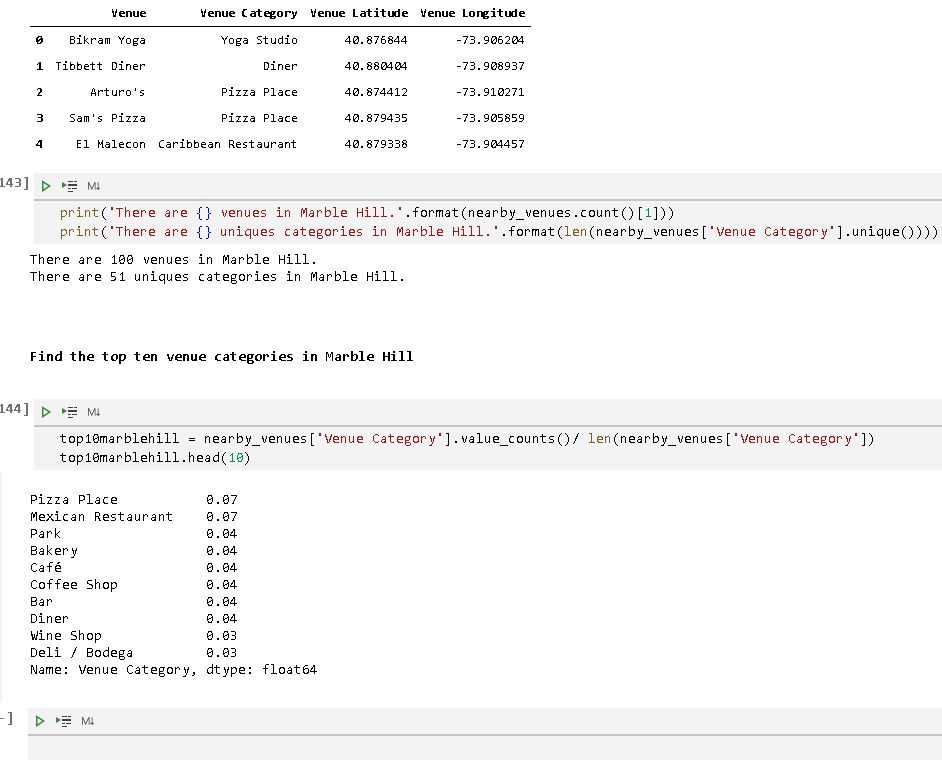 Venue Venue Category Venue Latitude Venue Longitude
0 Bikram Yoga Yoga Studio 40.876844 -73.906204
1 Tibbett Diner Diner 40.880404 -73.908937
2 Arturo's Pizza Place 40.874412 -73.910271
3 Sam's Pizza Pizza Place 40.879435 -73.905859
4 El Malecon Caribbean Restaurant 40.879338 -73.904457
143] M↓
print('There are {} venues in Marble Hill.'.format(nearby_venues.count()[1]))
print('There are {} uniques categories in Marble Hill.'.format(len(nearby_venues['Venue Category'].unique())))
There are 100 venues in Marble Hill.
There are 51 uniques categories in Marble Hill.
Find the top ten venue categories in Marble Hill
144] M↓
top10marblehill = nearby_venues['Venue Category'].value_counts()/ len(nearby_venues['Venue Category'])
top10marblehill.head(10)
Pizza Place 0.07
Mexican Restaurant 0.07
Park 0.04
Bakery 0.04
Café 0.04
Coffee Shop 0.04
Bar 0.04
Diner 0.04
Wine Shop 0.03
Deli / Bodega 0.03
Name: Venue Category, dtype: float64
-] M↓